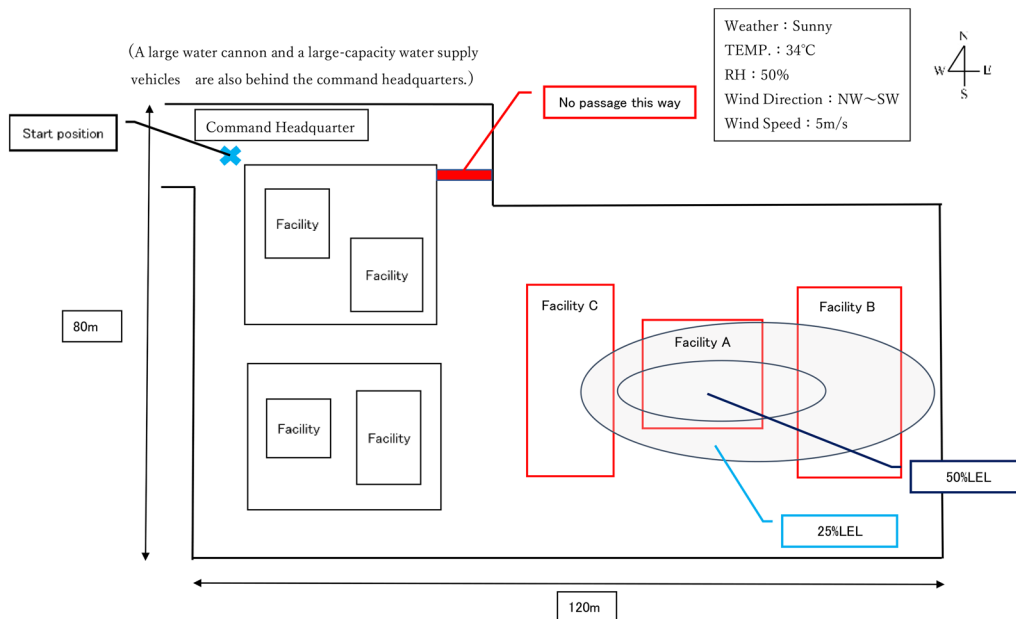 (A large water cannon and a large-capacity water supply
vehicles are also behind the command headquarters.)
Weather：Sunny
TEMP.：34℃
RH：50%
Wind Direction：NW～SW
Wind Speed：5m/s
N
W
E
S
No passage this way
Start position
Command Headquarter
Facility
Facility
Facility C
Facility B
Facility A
80m
Facility
Facility
50%LEL
25%LEL
120m